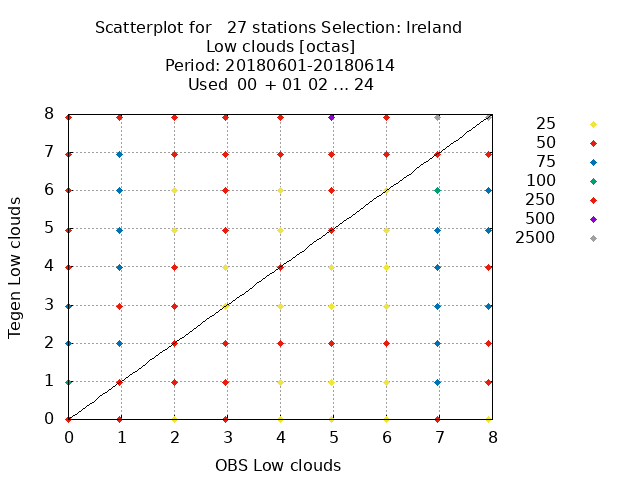 Scatterplot for   27 stations Selection: Ireland
Low clouds [octas]
Period: 20180601-20180614
Used  00 + 01 02 ... 24
8
7
6
5
4
3
2
1
0
Tegen Low clouds
0 1 2 3 4 5 6 7 8
OBS Low clouds
25
50
75
100
250
500
2500